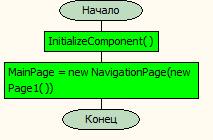 Начало
InitializeComponent()
MainPage = new NavigationPage(new
Page1())
Конец